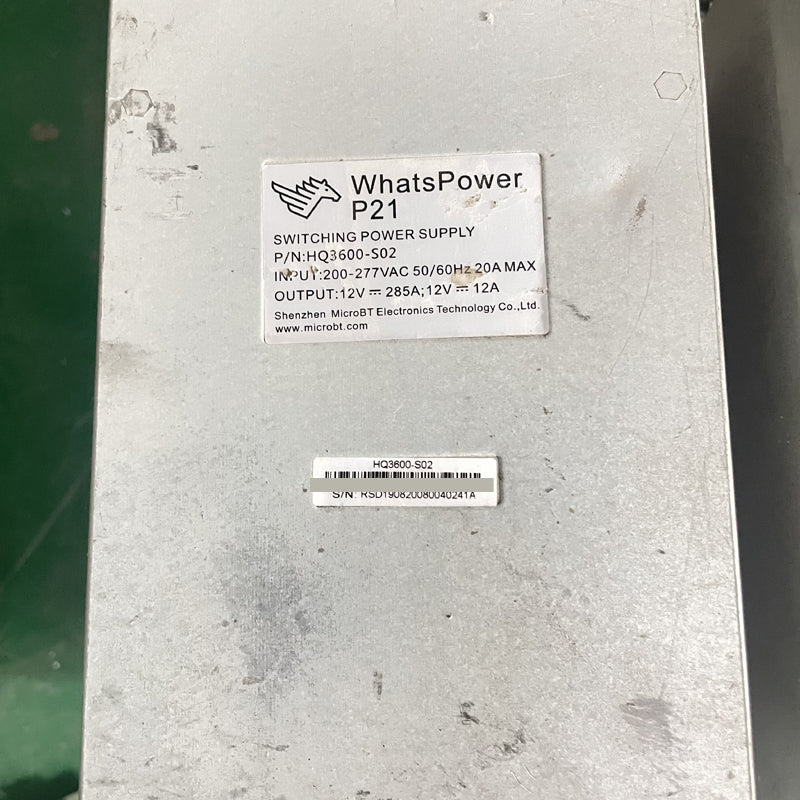 WhatsPower
P21
SWITCHING POWER SUPPLY
P/N:HQ3600-S02
INPUT:200-277VAC 50/60Hz 20A MAX
OUTPUT:12V ⎓ 285A;12V ⎓ 12A
Shenzhen MicroBT Electronics Technology Co.,Ltd.
www.microbt.com
HQ3600-S02
S/N: RSD190820080040241A